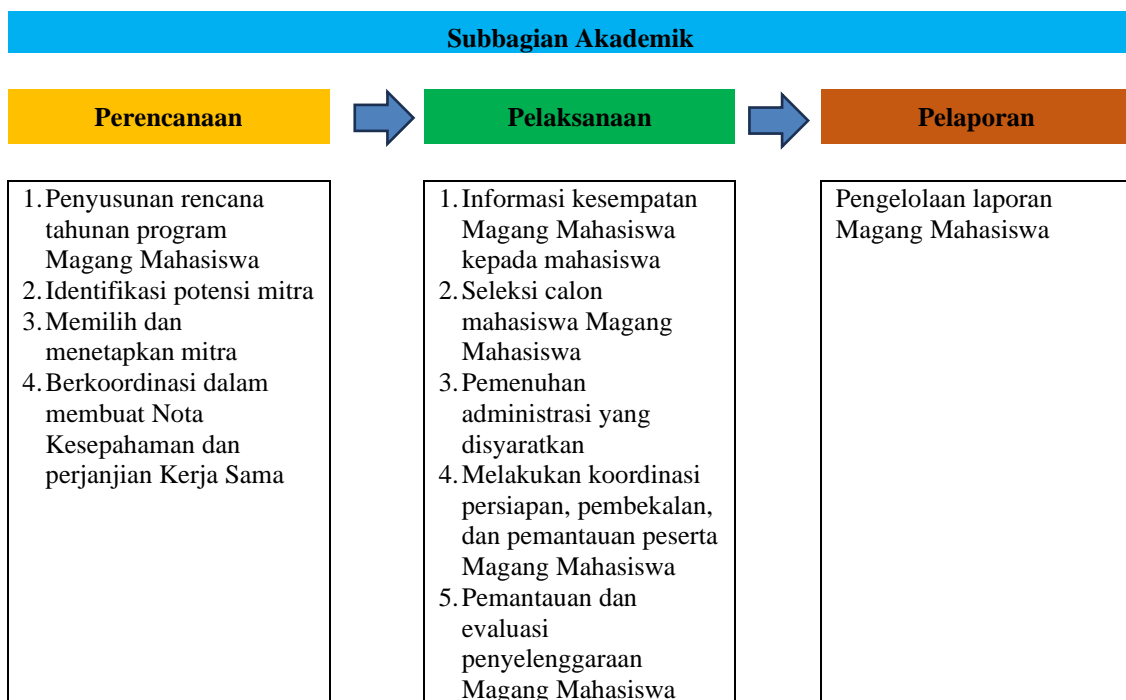 Subbagian Akademik
Perencanaan
Pelaksanaan
Pelaporan
1. Penyusunan rencana
tahunan program
Magang Mahasiswa
2. Identifikasi potensi mitra
3. Memilih dan
menetapkan mitra
4. Berkoordinasi dalam
membuat Nota
Kesepahaman dan
perjanjian Kerja Sama
1. Informasi kesempatan
Magang Mahasiswa
kepada mahasiswa
2. Seleksi calon
mahasiswa Magang
Mahasiswa
3. Pemenuhan
administrasi yang
disyaratkan
4. Melakukan koordinasi
persiapan, pembekalan,
dan pemantauan peserta
Magang Mahasiswa
5. Pemantauan dan
evaluasi
penyelenggaraan
Magang Mahasiswa
Pengelolaan laporan
Magang Mahasiswa